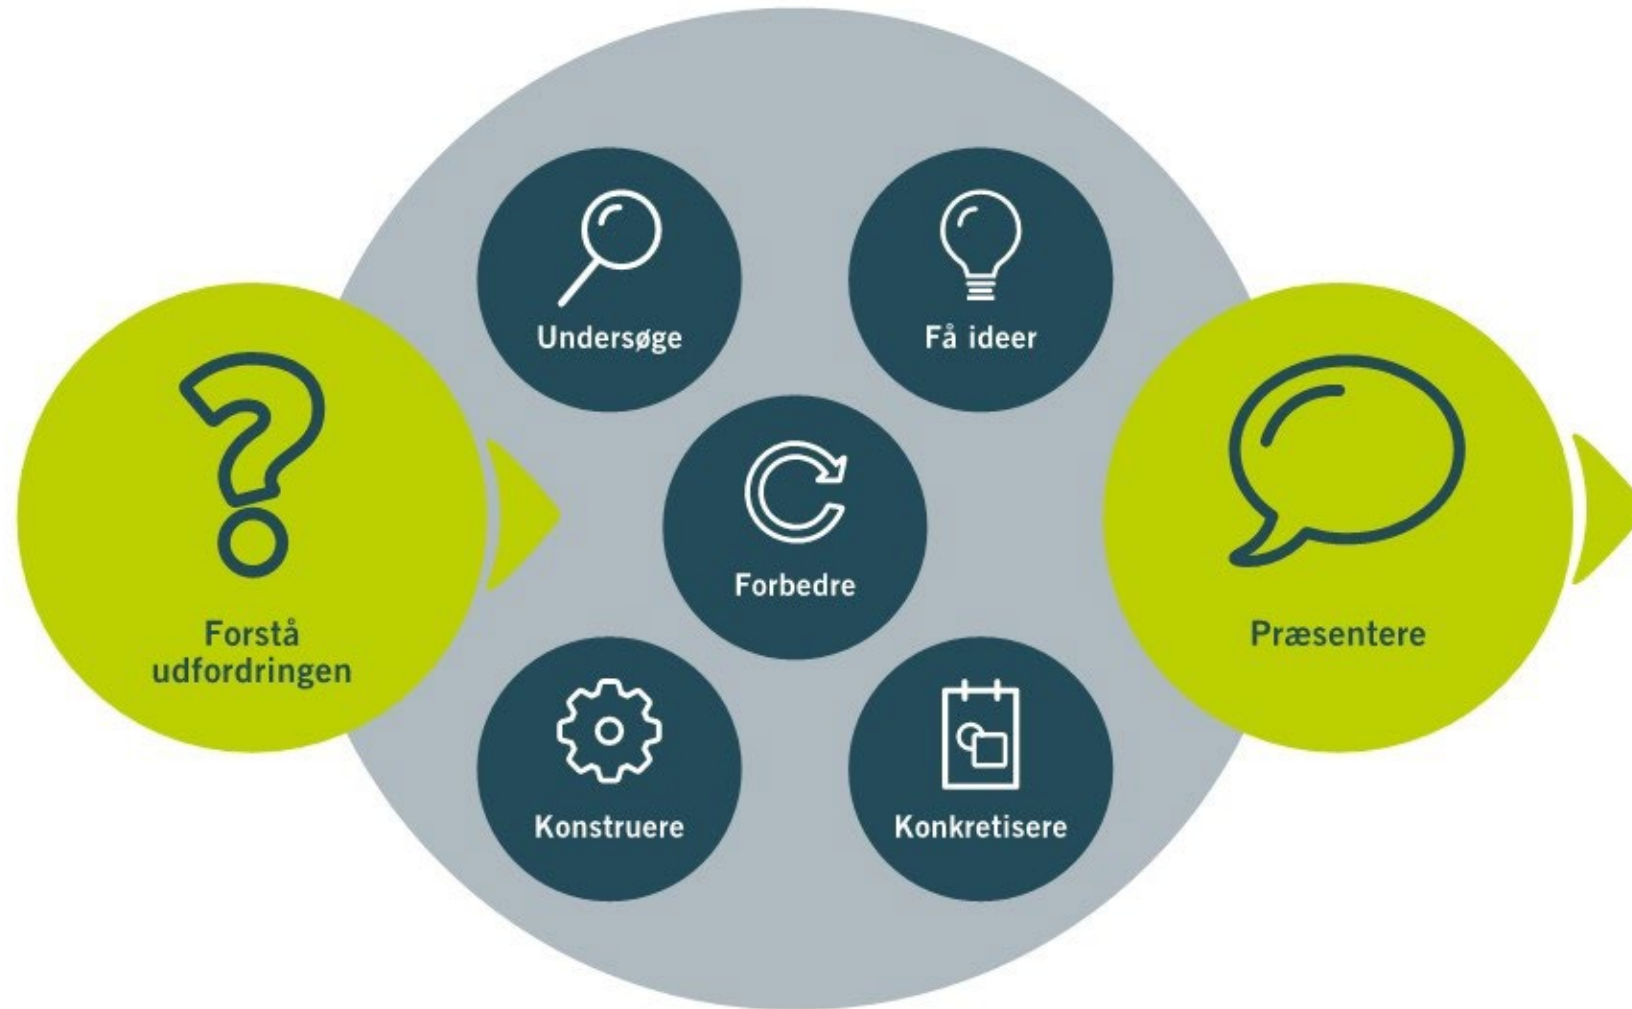 Forstå
udfordringen
Undersøge
Få ideer
Forbedre
Konstruere
Konkretisere
Præsentere